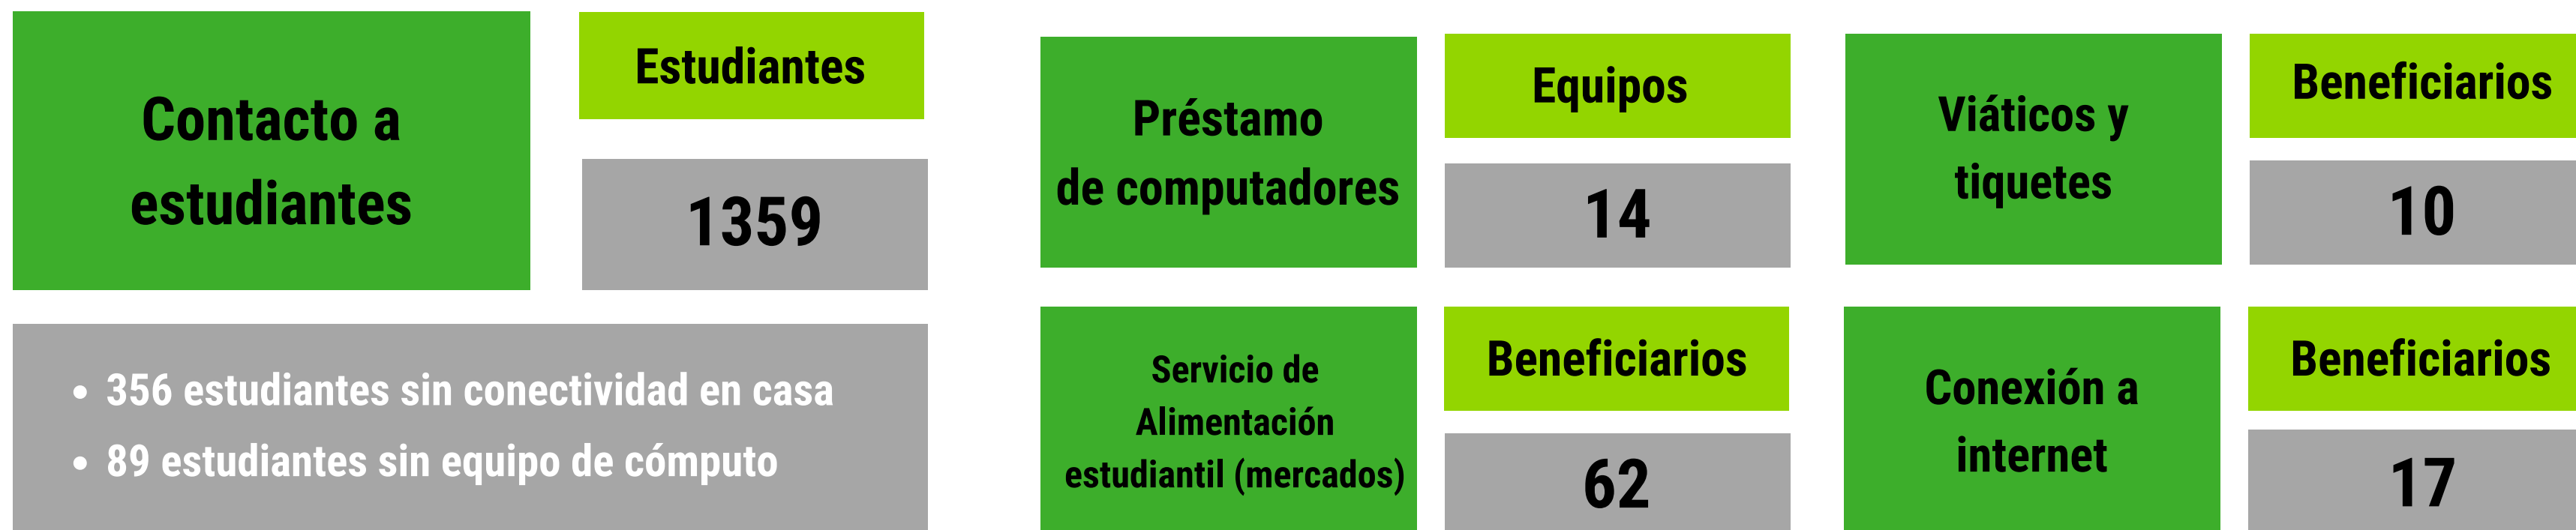 Contacto a
estudiantes
Estudiantes
1359
• 356 estudiantes sin conectividad en casa
• 89 estudiantes sin equipo de cómputo
Préstamo
de computadores
Equipos
14
Viáticos y
tiquetes
Beneficiarios
10
Servicio de
Alimentación
estudiantil (mercados)
Beneficiarios
62
Conexión a
internet
Beneficiarios
17